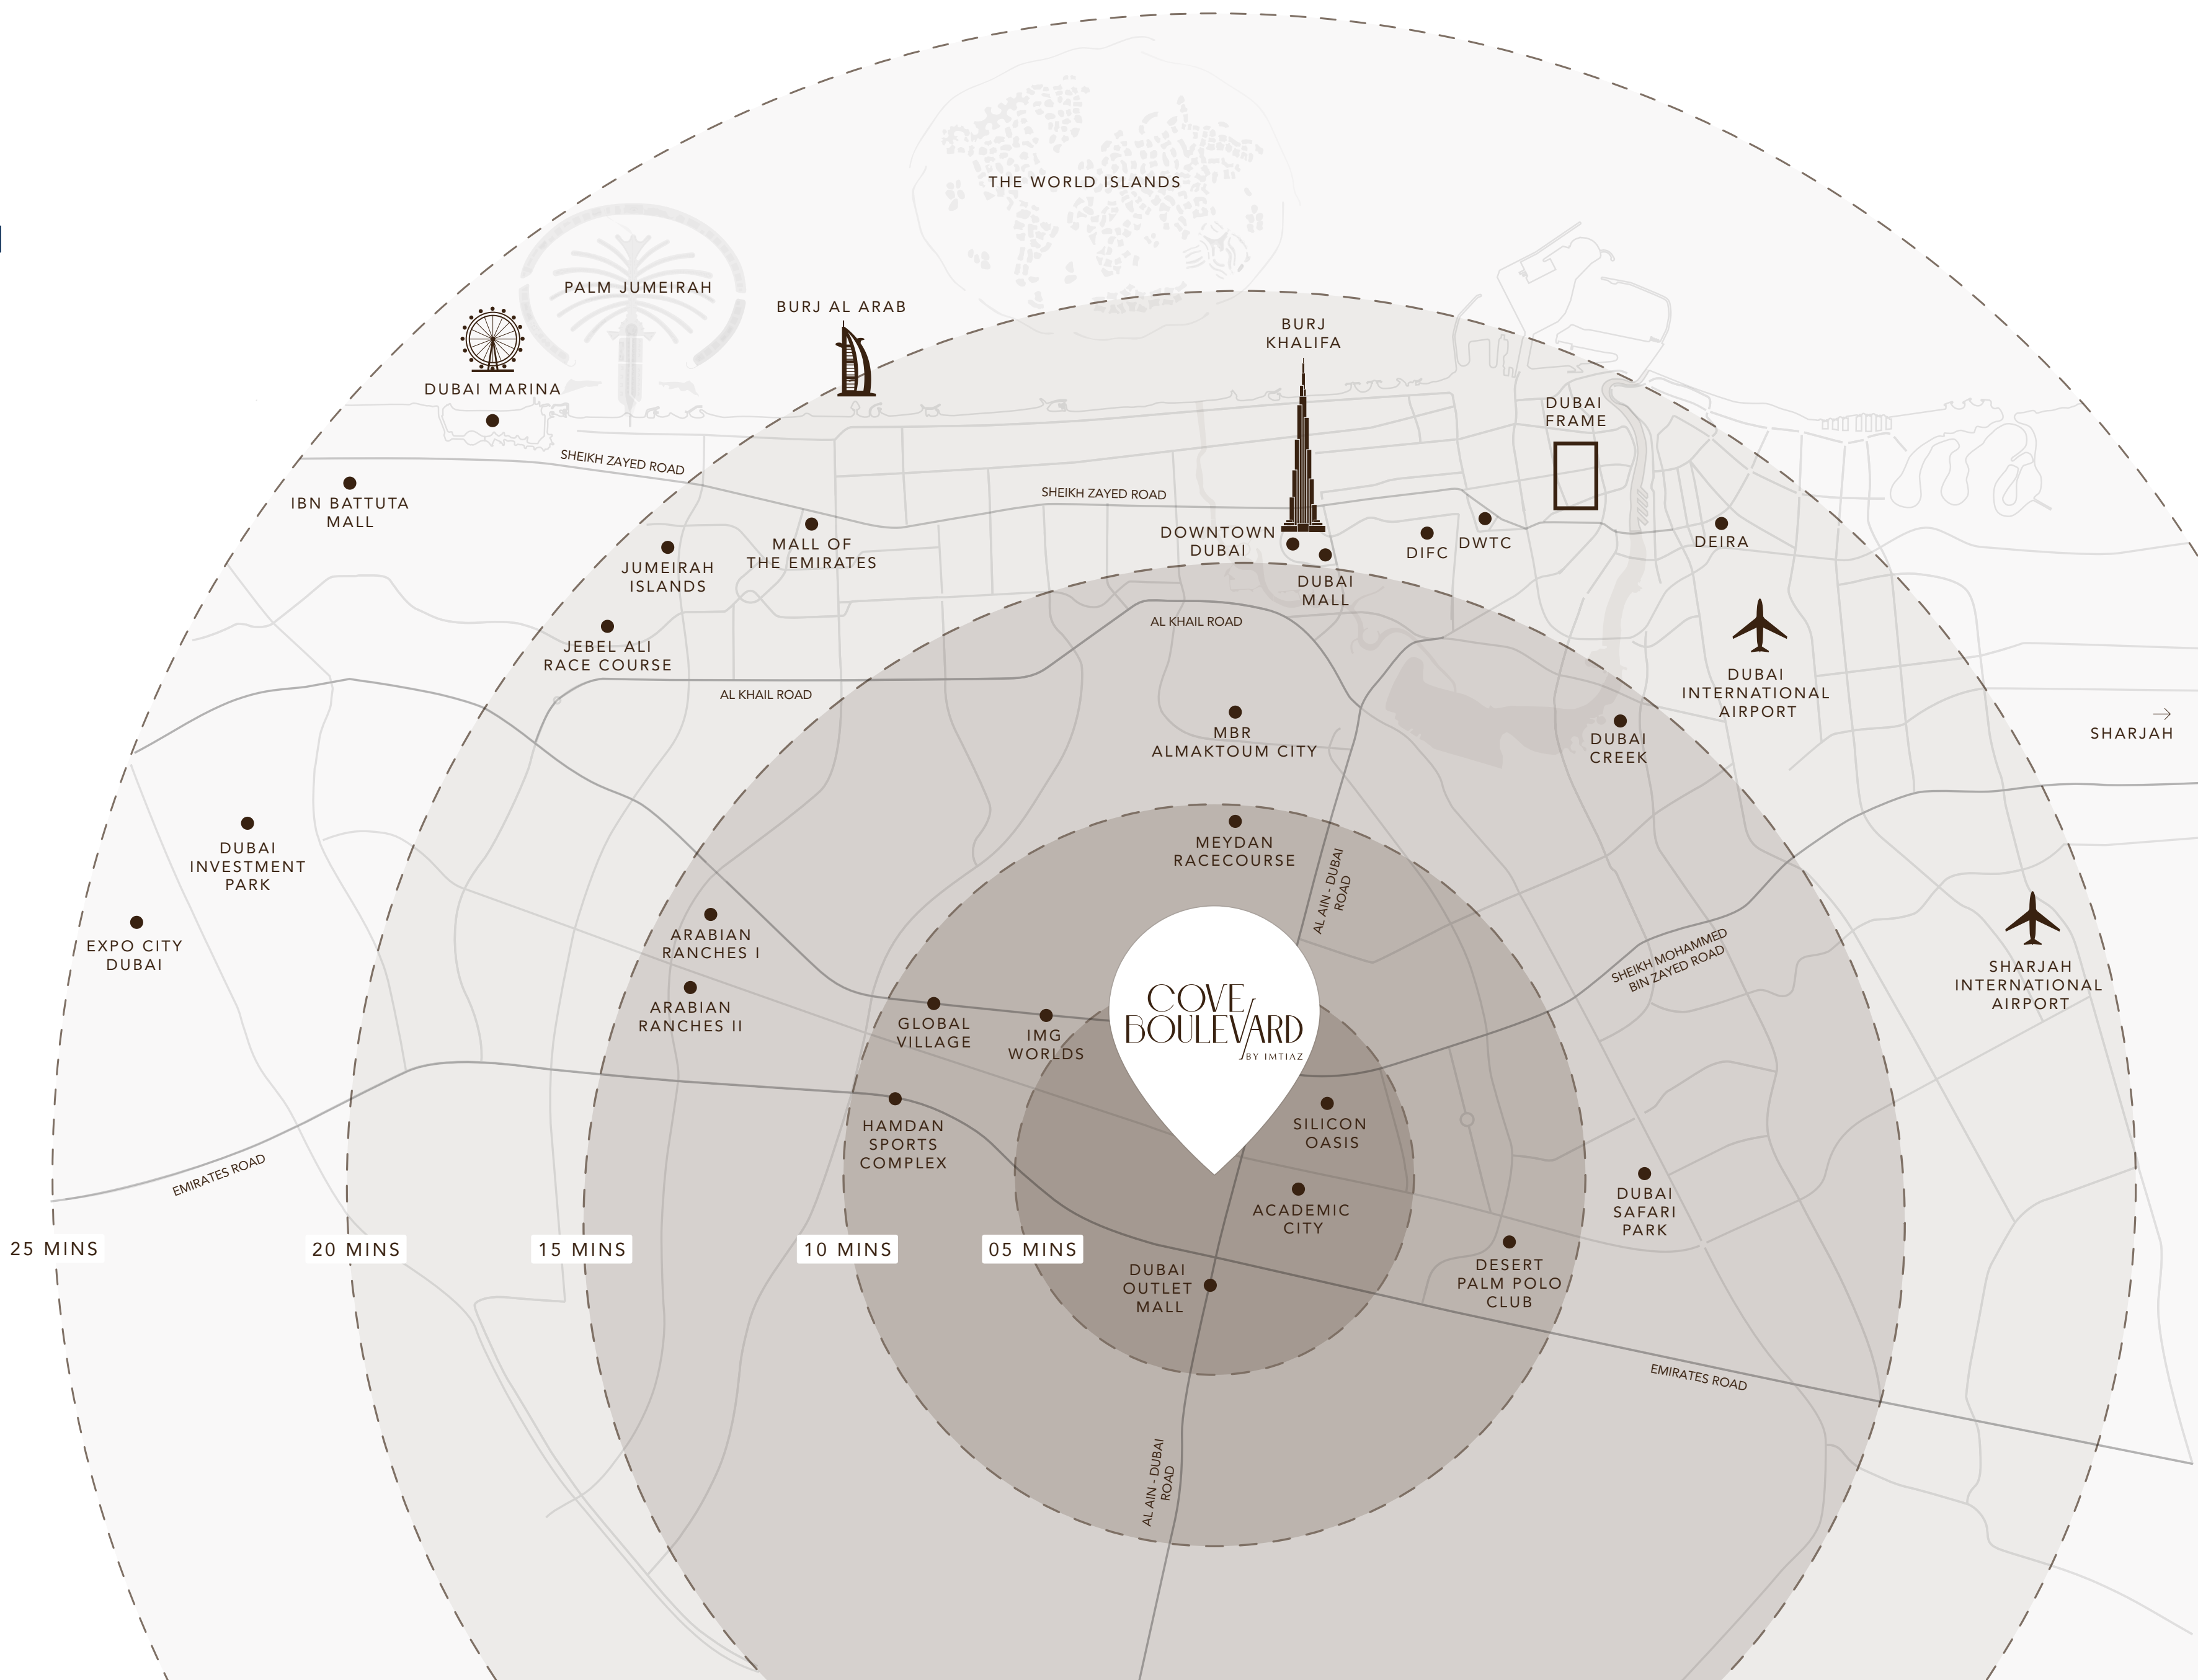 THE WORLD ISLANDS
PALM JUMEIRAH
BURJ AL ARAB
BURJ
KHALIFA
DUBAI MARINA
DUBAI
FRAME
SHEIKH ZAYED ROAD
SHEIKH ZAYED ROAD
IBN BATTUTA
MALL
MALL OF
THE EMIRATES
JUMEIRAH
ISLANDS
DOWNTOWN
DUBAI
DIFC
DWTC
DEIRA
DUBAI
MALL
JEBEL ALI
RACE COURSE
AL KHAIL ROAD
AL KHAIL ROAD
DUBAI
INTERNATIONAL
AIRPORT
MBR
ALMAKTOUM CITY
DUBAI
CREEK
→
SHARJAH
DUBAI
INVESTMENT
PARK
MEYDAN
RACECOURSE
AL AIN - DUBAI
ROAD
EXPO CITY
DUBAI
ARABIAN
RANCHES I
SHEIKH MOHAMMED
BIN ZAYED ROAD
SHARJAH
INTERNATIONAL
AIRPORT
ARABIAN
RANCHES II
GLOBAL
VILLAGE
IMG
WORLDS
COVE
BOULEVARD
BY IMTIAZ
HAMDAN
SPORTS
COMPLEX
SILICON
OASIS
EMIRATES ROAD
ACADEMIC
CITY
DUBAI
SAFARI
PARK
25 MINS
20 MINS
15 MINS
10 MINS
05 MINS
DUBAI
OUTLET
MALL
DESERT
PALM POLO
CLUB
EMIRATES ROAD
AL AIN - DUBAI
ROAD